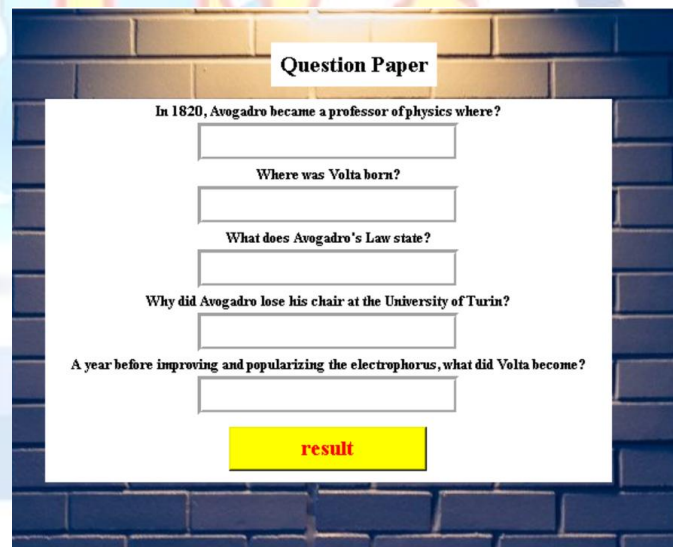 Question Paper
In 1820, Avogadro became a professor of physics where?
Where was Volta born?
What does Avogadro's Law state?
Why did Avogadro lose his chair at the University of Turin?
A year before improving and popularizing the electrophorus, what did Volta become?
result